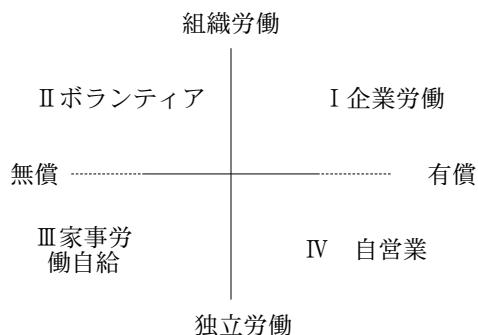 組織労働
Ⅱボランティア
Ⅰ企業労働
無償
有償
Ⅲ家事労
働自給
Ⅳ 自営業
独立労働